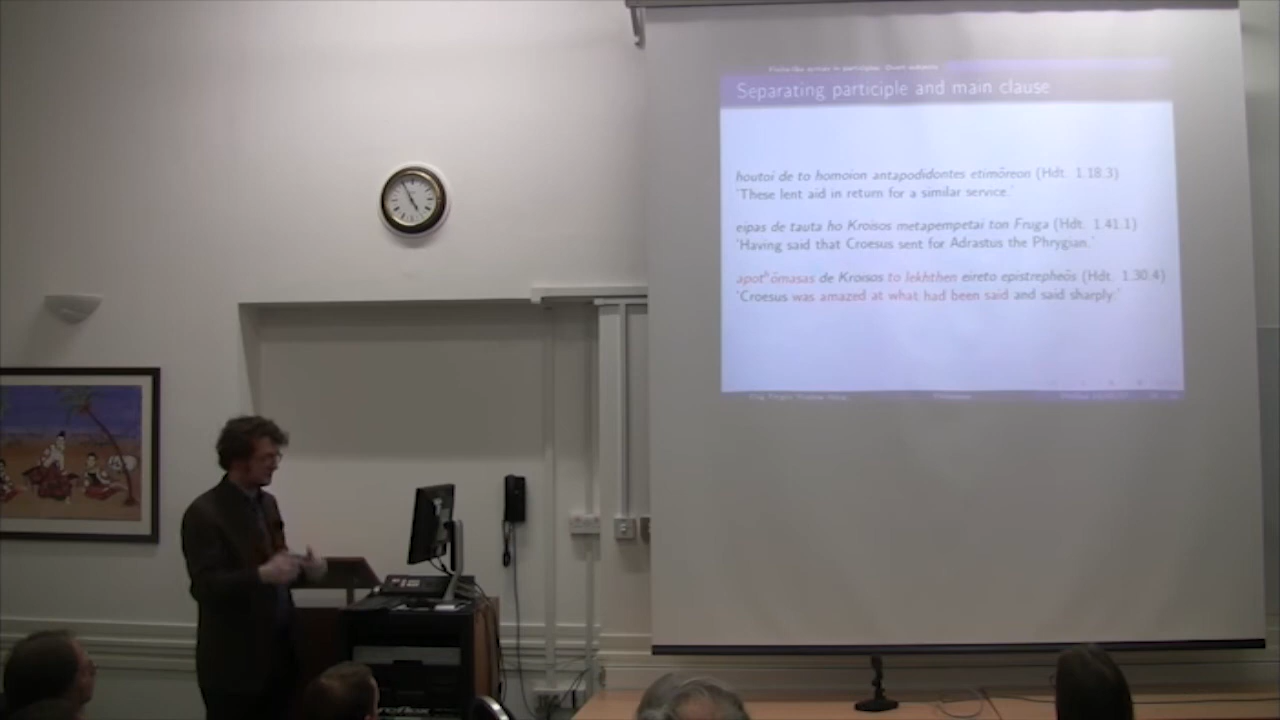 Separating participle and main clause
houtoi de to homoion antapodidontes etimōreon (Hdt. 1.18.3)
'These lent aid in return for a similar service.'
eipas de tauta ho Kroisos metapempetai ton Fruga (Hdt. 1.41.1)
'Having said that Croesus sent for Adrastus the Phrygian.'
apotʰōmasas de Kroisos to lekhthen eireto epistrepheōs (Hdt. 1.30.4)
'Croesus was amazed at what had been said and said sharply:'